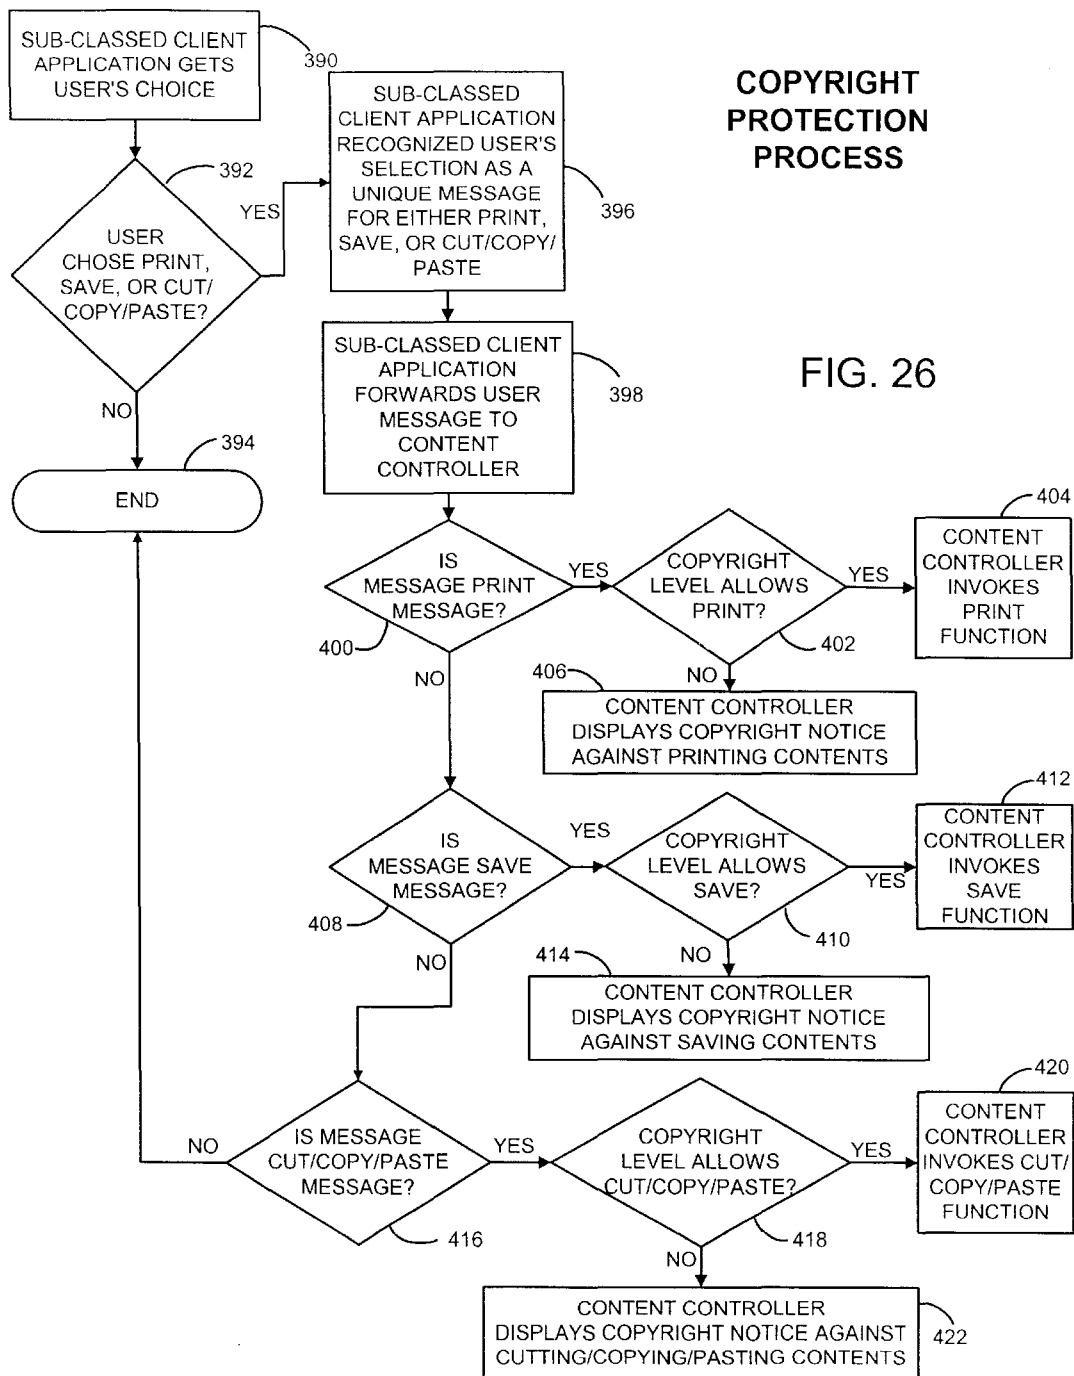 SUB-CLASSED CLIENT
APPLICATION GETS
USER'S CHOICE
390
COPYRIGHT
PROTECTION
PROCESS
392
USER
CHOSE PRINT,
SAVE, OR CUT/
COPY/PASTE?
YES
NO
SUB-CLASSED
CLIENT APPLICATION
RECOGNIZED USER'S
SELECTION AS A
UNIQUE MESSAGE
FOR EITHER PRINT,
SAVE, OR CUT/COPY/
PASTE
396
SUB-CLASSED CLIENT
APPLICATION
FORWARDS USER
MESSAGE TO
CONTENT
CONTROLLER
398
FIG. 26
394
END
IS
MESSAGE PRINT
MESSAGE?
400
YES
NO
COPYRIGHT
LEVEL ALLOWS
PRINT?
402
YES
NO
404
CONTENT
CONTROLLER
INVOKES
PRINT
FUNCTION
406
CONTENT CONTROLLER
DISPLAYS COPYRIGHT NOTICE
AGAINST PRINTING CONTENTS
IS
MESSAGE SAVE
MESSAGE?
408
YES
NO
COPYRIGHT
LEVEL ALLOWS
SAVE?
410
YES
NO
412
CONTENT
CONTROLLER
INVOKES
SAVE
FUNCTION
414
CONTENT CONTROLLER
DISPLAYS COPYRIGHT NOTICE
AGAINST SAVING CONTENTS
NO
IS MESSAGE
CUT/COPY/PASTE
MESSAGE?
416
YES
COPYRIGHT
LEVEL ALLOWS
CUT/COPY/PASTE?
418
YES
NO
420
CONTENT
CONTROLLER
INVOKES CUT/
COPY/PASTE
FUNCTION
CONTENT CONTROLLER
DISPLAYS COPYRIGHT NOTICE AGAINST
CUTTING/COPYING/PASTING CONTENTS
422